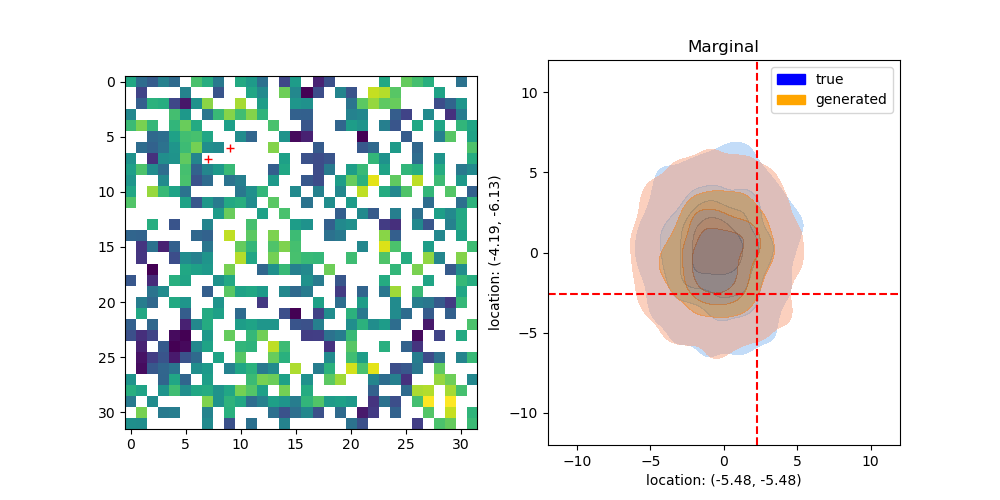 Marginal
0
5
10
15
20
25
30
0 5 10 15 20 25 30
location: (-4.19, -6.13)
10
5
0
−5
−10
true
generated
−10 −5 0 5 10
location: (-5.48, -5.48)